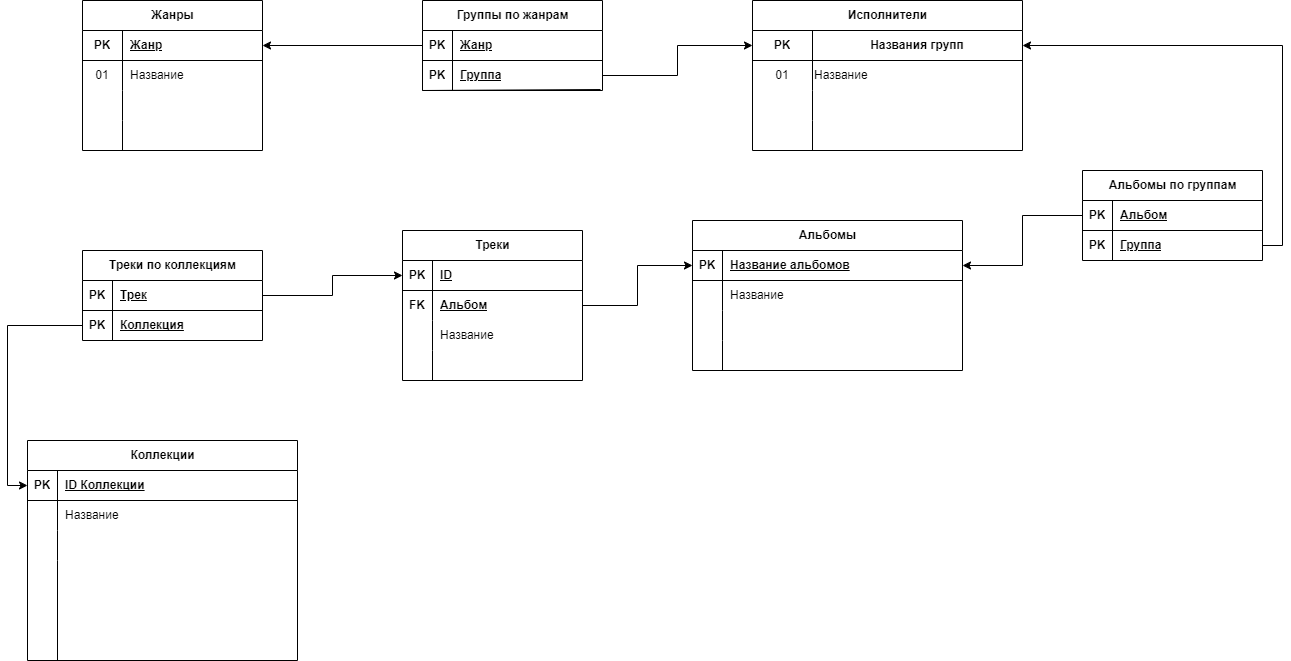 Жанры
PK Жанр
01 Название
Группы по жанрам
PK Жанр
PK Группа
Исполнители
PK Названия групп
01 Название
Альбомы по группам
PK Альбом
PK Группа
Треки по коллекциям
PK Трек
PK Коллекция
Треки
PK ID
FK Альбом
Название
Альбомы
PK Название альбомов
Название
Коллекции
PK ID Коллекции
Название